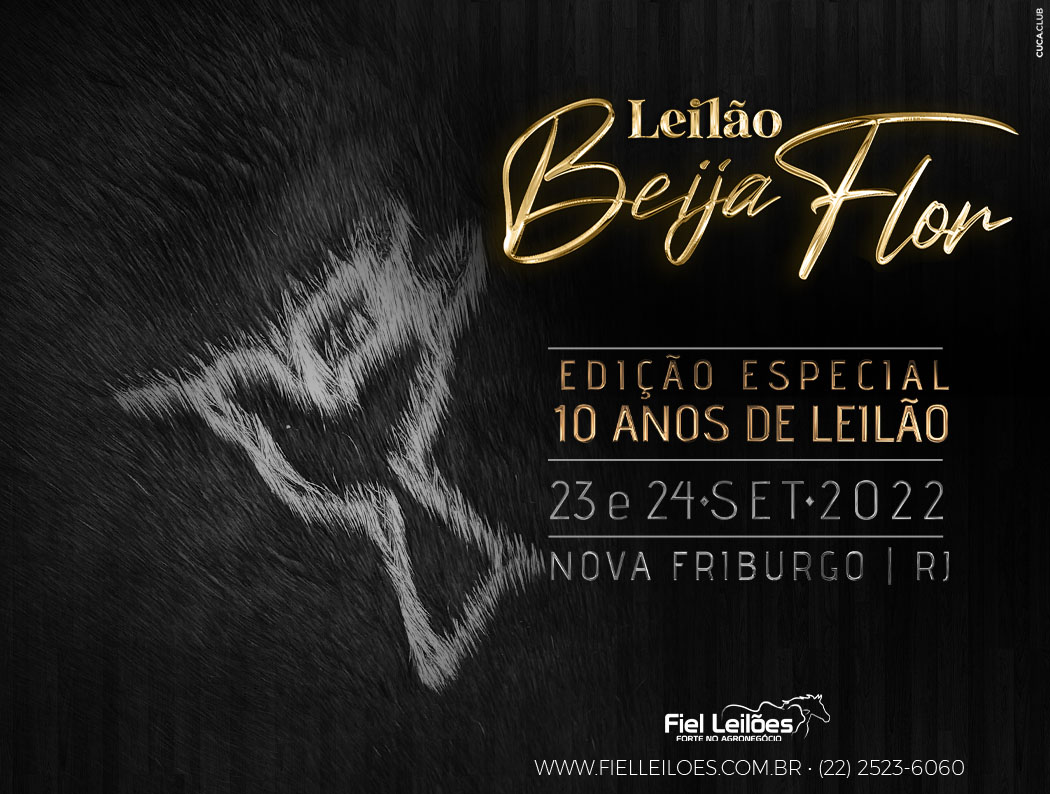 CUCA.CLUB
Leilão
Beija Flor
EDIÇÃO ESPECIAL
10 ANOS DE LEILÃO
23 e 24•SET•2022
NOVA FRIBURGO | RJ
Fiel Leilões
FORTE NO AGRONEGÓCIO
WWW.FIELLEILOES.COM.BR • (22) 2523-6060